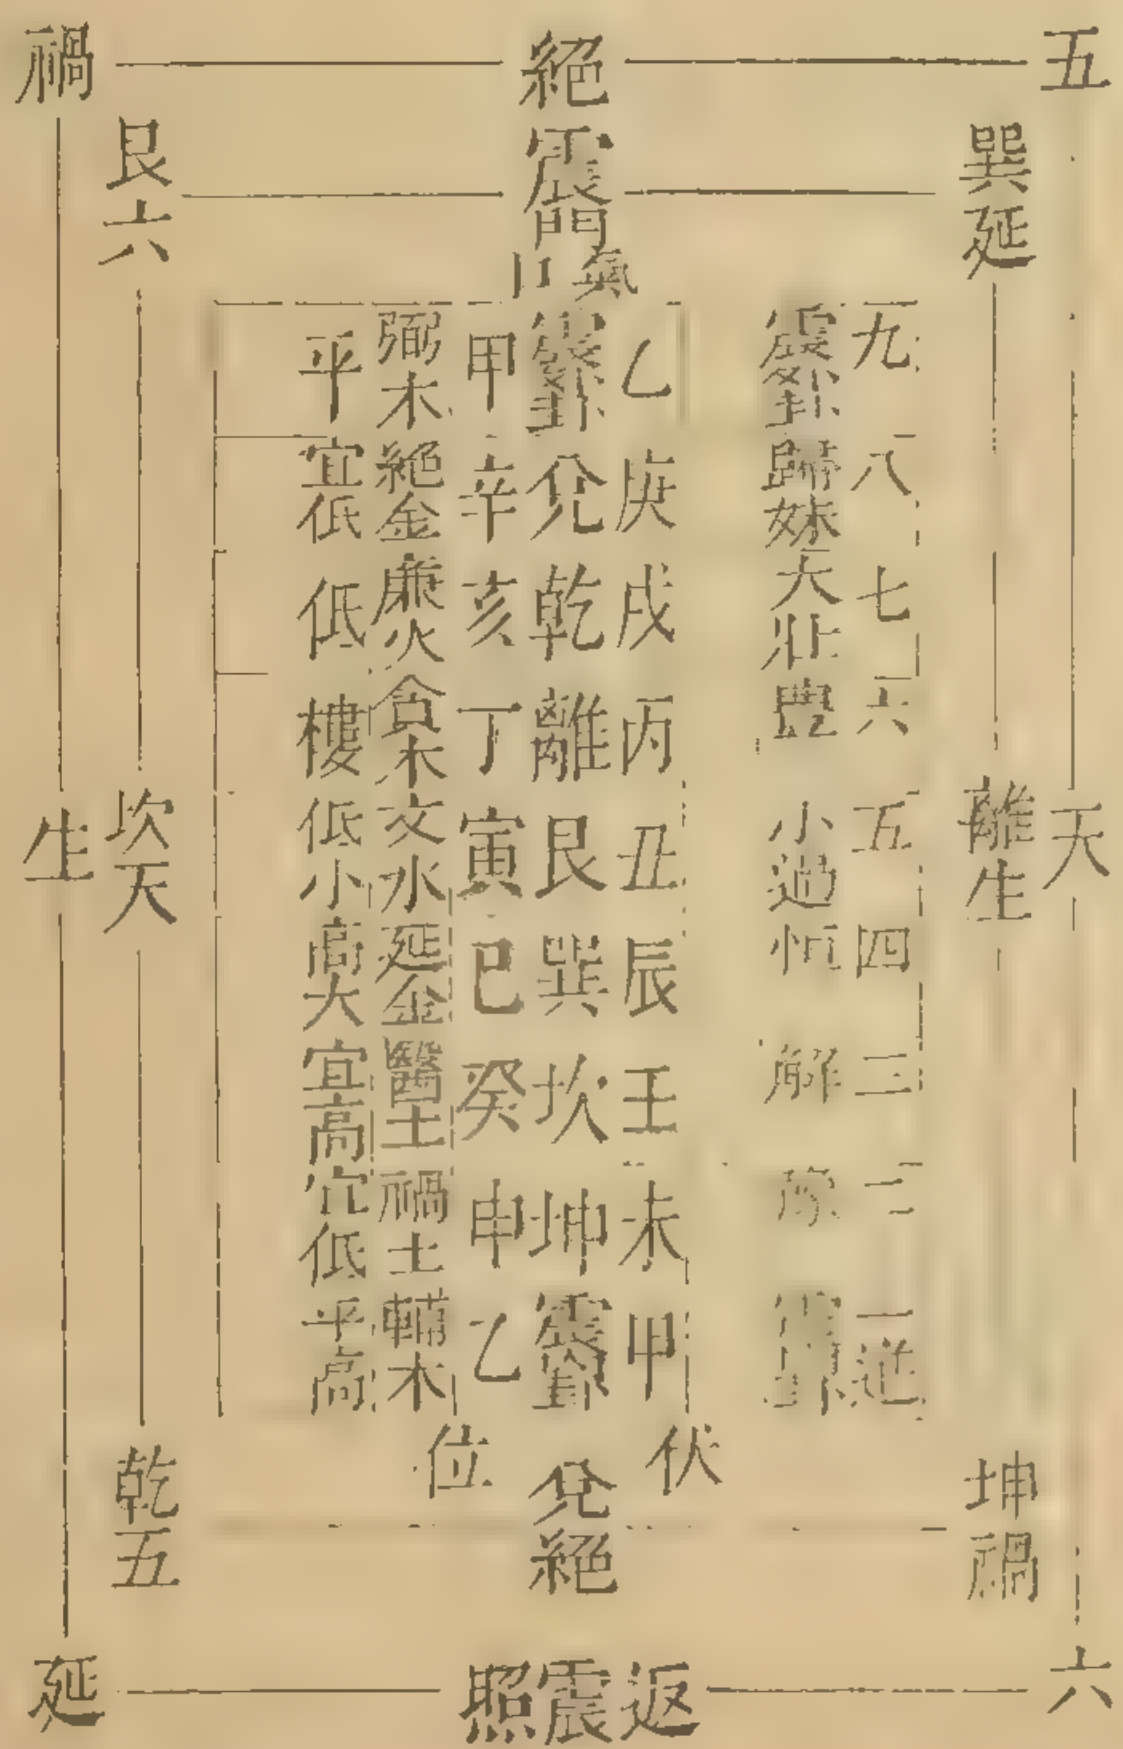 五
天
六
巽延
離生
坤禍
九八七六五四三二一逆
震卦歸妹大壯豐小過恒解豫
氣
乙庚戌丙丑辰壬未甲
伏
絕
震門
震卦兌乾離艮巽坎坤震卦
兌絕
返震照
口
甲辛亥丁寅巳癸申乙
位
弼木絕金廉火貪木文水延金醫土禍土輔木
平宜低低樓低小高大宜高宜低平高
艮六
坎天
乾五
禍
生
延